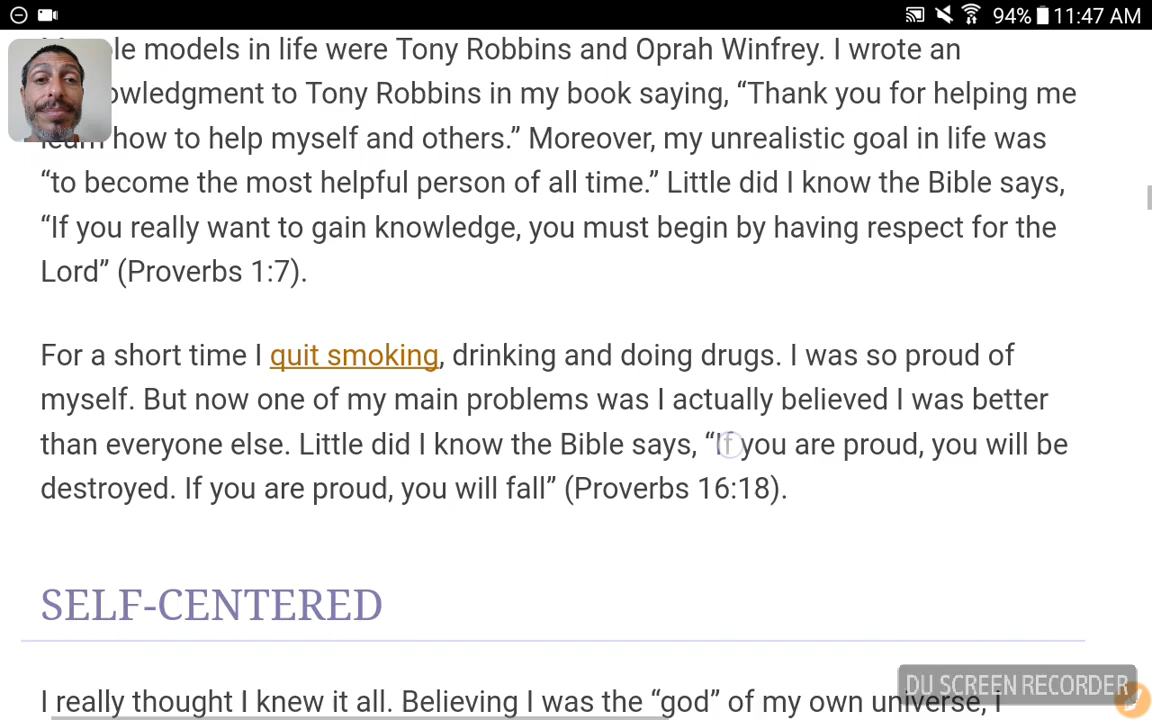 94% 11:47 AM
le models in life were Tony Robbins and Oprah Winfrey. I wrote an
owledgment to Tony Robbins in my book saying, “Thank you for helping me
learn how to help myself and others.” Moreover, my unrealistic goal in life was
“to become the most helpful person of all time.” Little did I know the Bible says,
“If you really want to gain knowledge, you must begin by having respect for the
Lord” (Proverbs 1:7).
For a short time I quit smoking, drinking and doing drugs. I was so proud of
myself. But now one of my main problems was I actually believed I was better
than everyone else. Little did I know the Bible says, “If you are proud, you will be
destroyed. If you are proud, you will fall” (Proverbs 16:18).
SELF-CENTERED
I really thought I knew it all. Believing I was the “god” of my own universe, I
DU SCREEN RECORDER